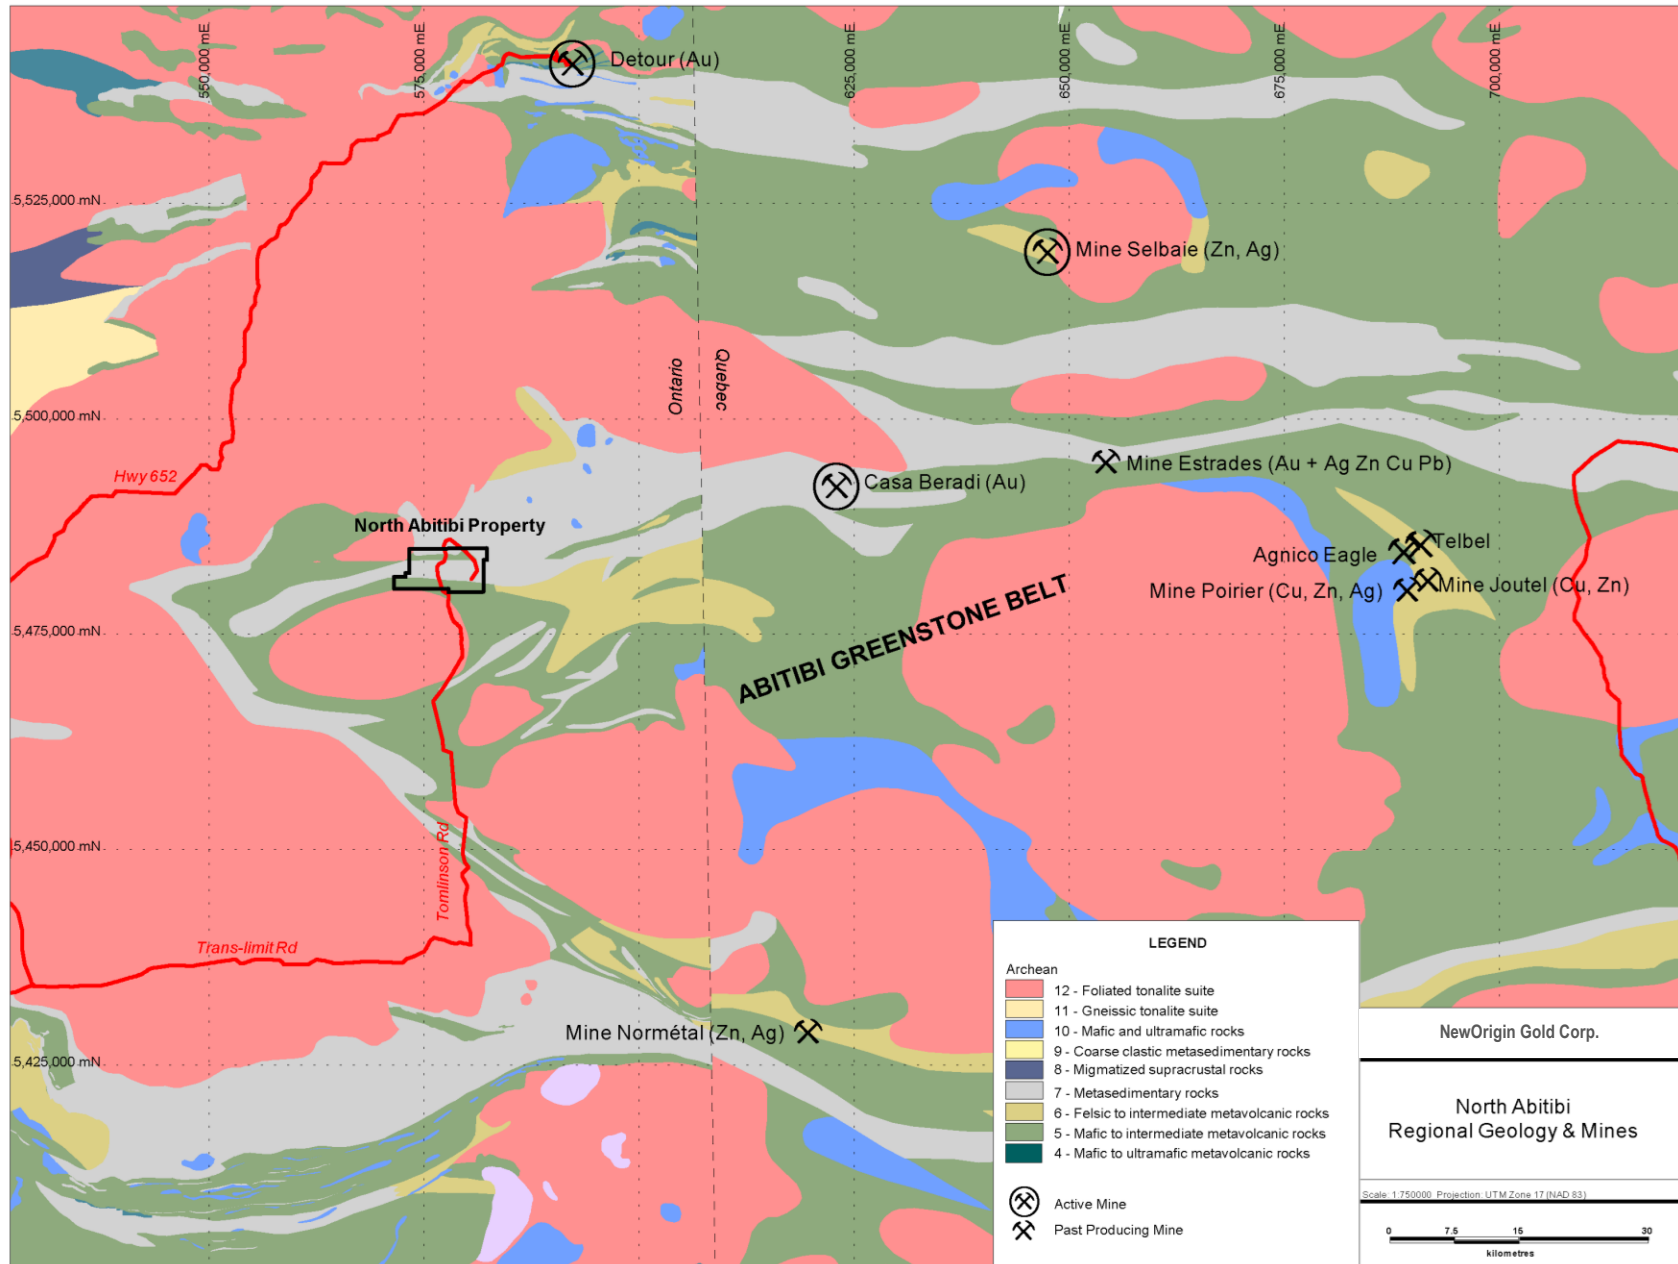 550,000 mE
575,000 mE
625,000 mE
650,000 mE
675,000 mE
700,000 mE
Detour (Au)
5,525,000 mN
Mine Selbaie (Zn, Ag)
Ontario
Quebec
5,500,000 mN
Hwy 652
Mine Estrades (Au + Ag Zn Cu Pb)
Casa Beradi (Au)
North Abitibi Property
Telbel
Agnico Eagle
Mine Poirier (Cu, Zn, Ag)
Mine Joutel (Cu, Zn)
5,475,000 mN
ABITIBI GREENSTONE BELT
5,450,000 mN
Tomlinson Rd
Trans-limit Rd
Mine Normétal (Zn, Ag)
5,425,000 mN
LEGEND
Archean
12 - Foliated tonalite suite
11 - Gneissic tonalite suite
10 - Mafic and ultramafic rocks
9 - Coarse clastic metasedimentary rocks
8 - Migmatized supracrustal rocks
7 - Metasedimentary rocks
6 - Felsic to intermediate metavolcanic rocks
5 - Mafic to intermediate metavolcanic rocks
4 - Mafic to ultramafic metavolcanic rocks
Active Mine
Past Producing Mine
NewOrigin Gold Corp.
North Abitibi
Regional Geology & Mines
Scale: 1:750000 Projection: UTM Zone 17 (NAD 83)
0 7.5 15 30
kilometres